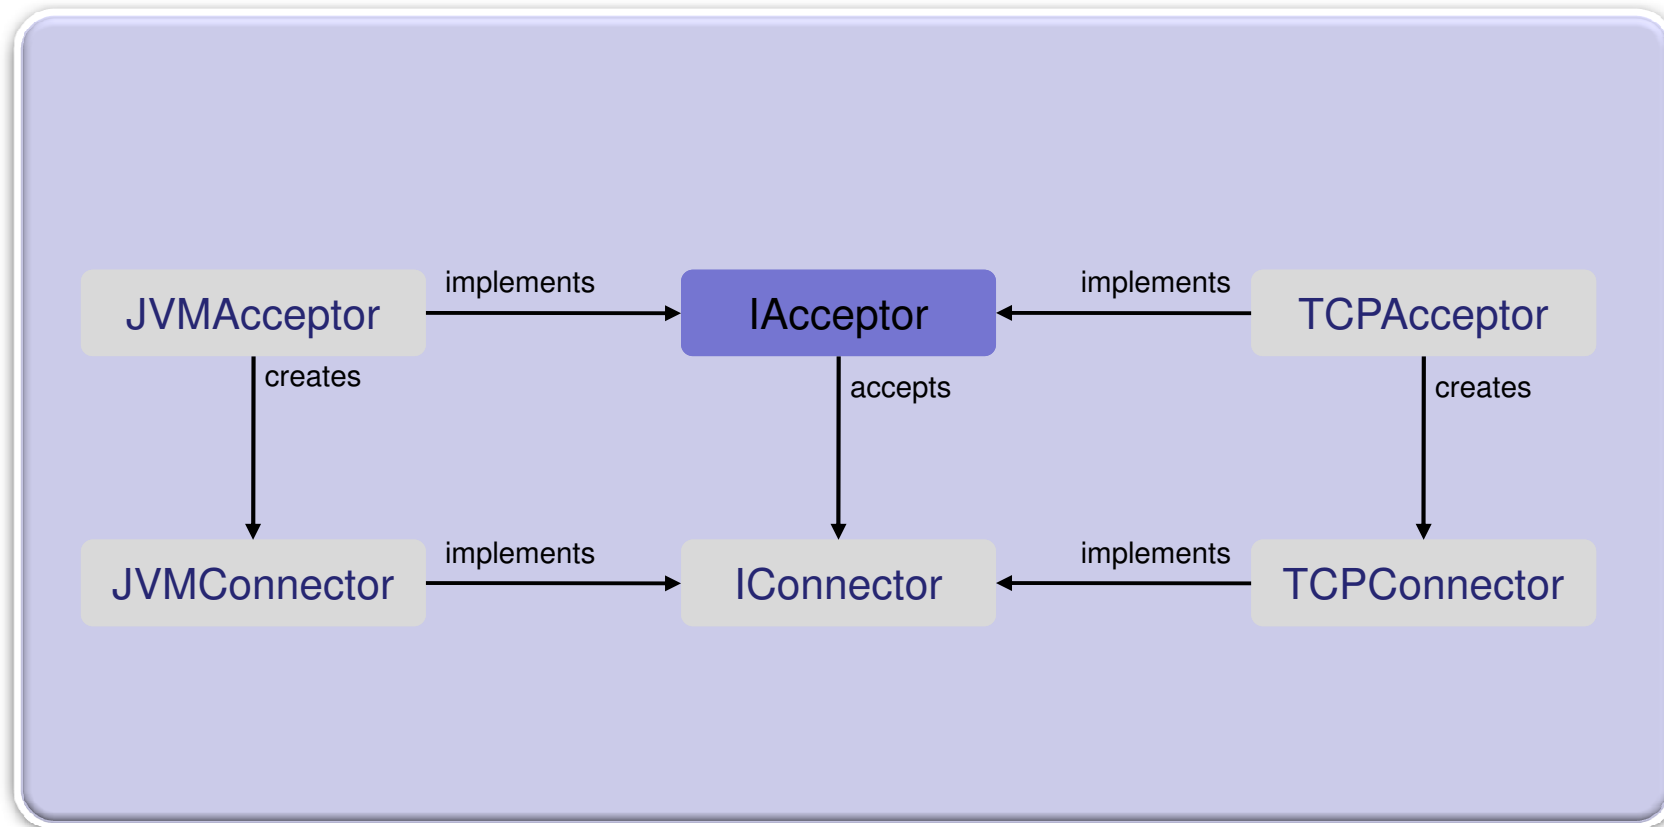 implements
implements
JVMAcceptor
IAcceptor
TCPAcceptor
creates
accepts
creates
implements
implements
JVMConnector
IConnector
TCPConnector